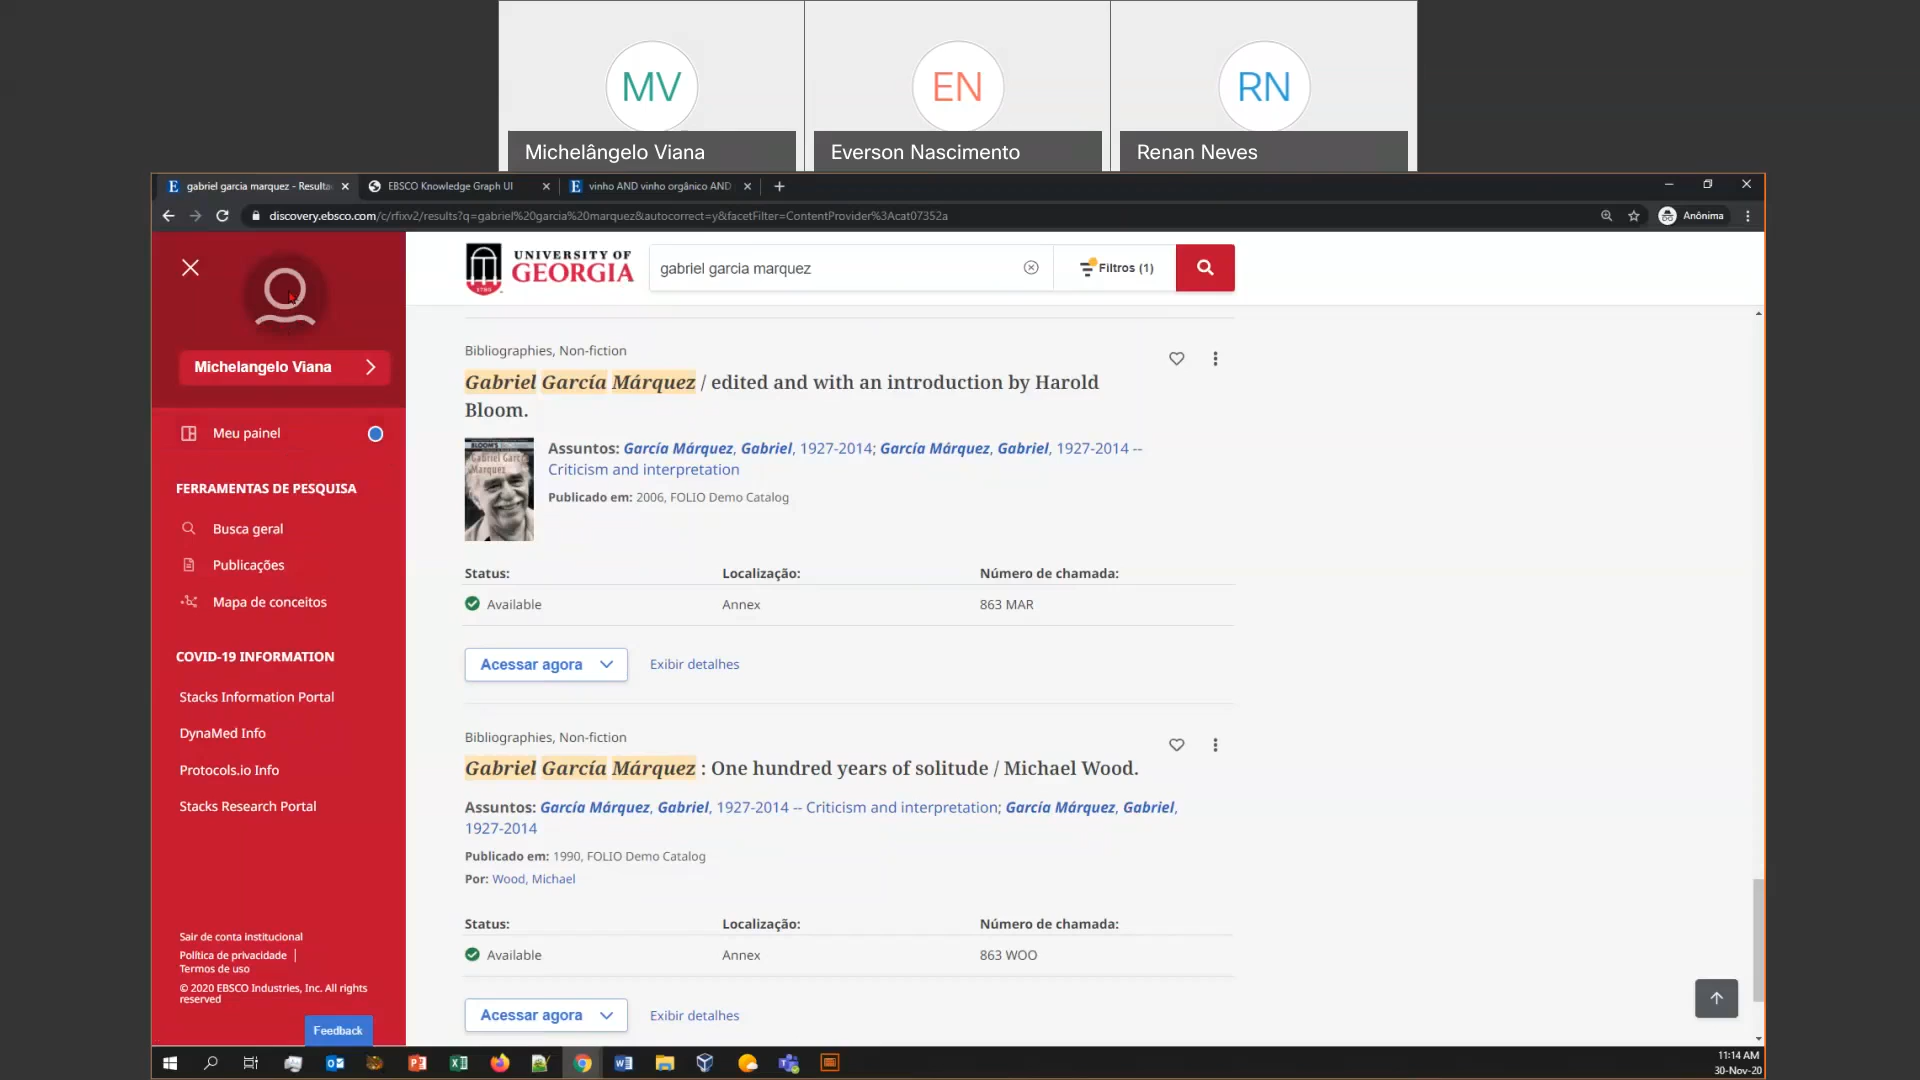 MV
EN
RN
Michelângelo Viana
Everson Nascimento
Renan Neves
gabriel garcia marquez - Resulta
EBSCO Knowledge Graph UI
vinho AND vinho orgânico AND
discovery.ebsco.com/c/rfixv2/results?q=gabriel%20garcia%20marquez&autocorrect=y&facetFilter=ContentProvider%3Acat07352a
Anônima
Michelangelo Viana
Meu painel
FERRAMENTAS DE PESQUISA
Busca geral
Publicações
Mapa de conceitos
COVID-19 INFORMATION
Stacks Information Portal
DynaMed Info
Protocols.io Info
Stacks Research Portal
Sair de conta institucional
Política de privacidade |
Termos de uso
© 2020 EBSCO Industries, Inc. All rights
reserved
Feedback
UNIVERSITY OF
GEORGIA
1785
gabriel garcia marquez
Filtros (1)
Bibliographies, Non-fiction
Gabriel García Márquez / edited and with an introduction by Harold
Bloom.
Gabriel García
Marquez
Assuntos: García Márquez, Gabriel, 1927-2014; García Márquez, Gabriel, 1927-2014 --
Criticism and interpretation
Publicado em: 2006, FOLIO Demo Catalog
Status: Localização: Número de chamada:
Available Annex 863 MAR
Acessar agora Exibir detalhes
Bibliographies, Non-fiction
Gabriel García Márquez : One hundred years of solitude / Michael Wood.
Assuntos: García Márquez, Gabriel, 1927-2014 -- Criticism and interpretation; García Márquez, Gabriel,
1927-2014
Publicado em: 1990, FOLIO Demo Catalog
Por: Wood, Michael
Status: Localização: Número de chamada:
Available Annex 863 WOO
Acessar agora Exibir detalhes
11:14 AM
30-Nov-20